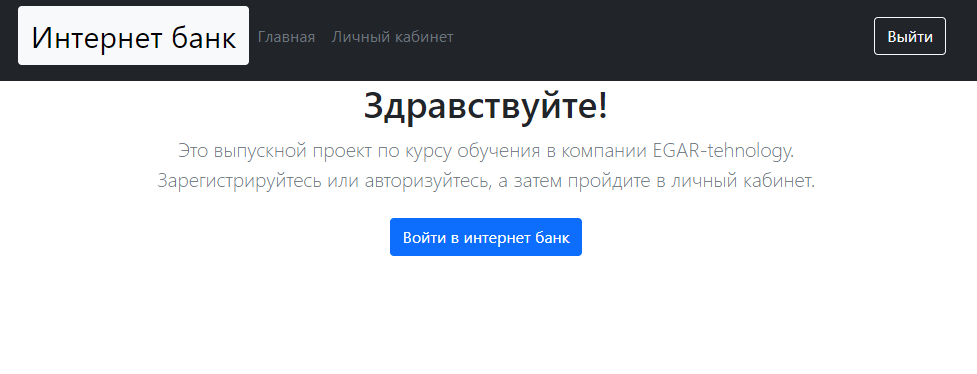 Интернет банк Главная Личный кабинет Выйти
Здравствуйте!
Это выпускной проект по курсу обучения в компании EGAR-tehnology.
Зарегистрируйтесь или авторизуйтесь, а затем пройдите в личный кабинет.
Войти в интернет банк